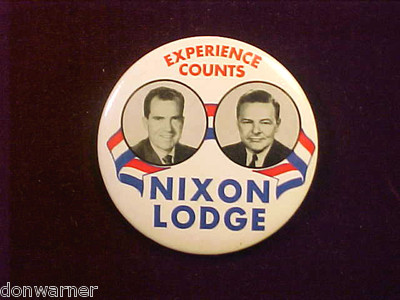 EXPERIENCE
COUNTS
NIXON
LODGE
donwarner